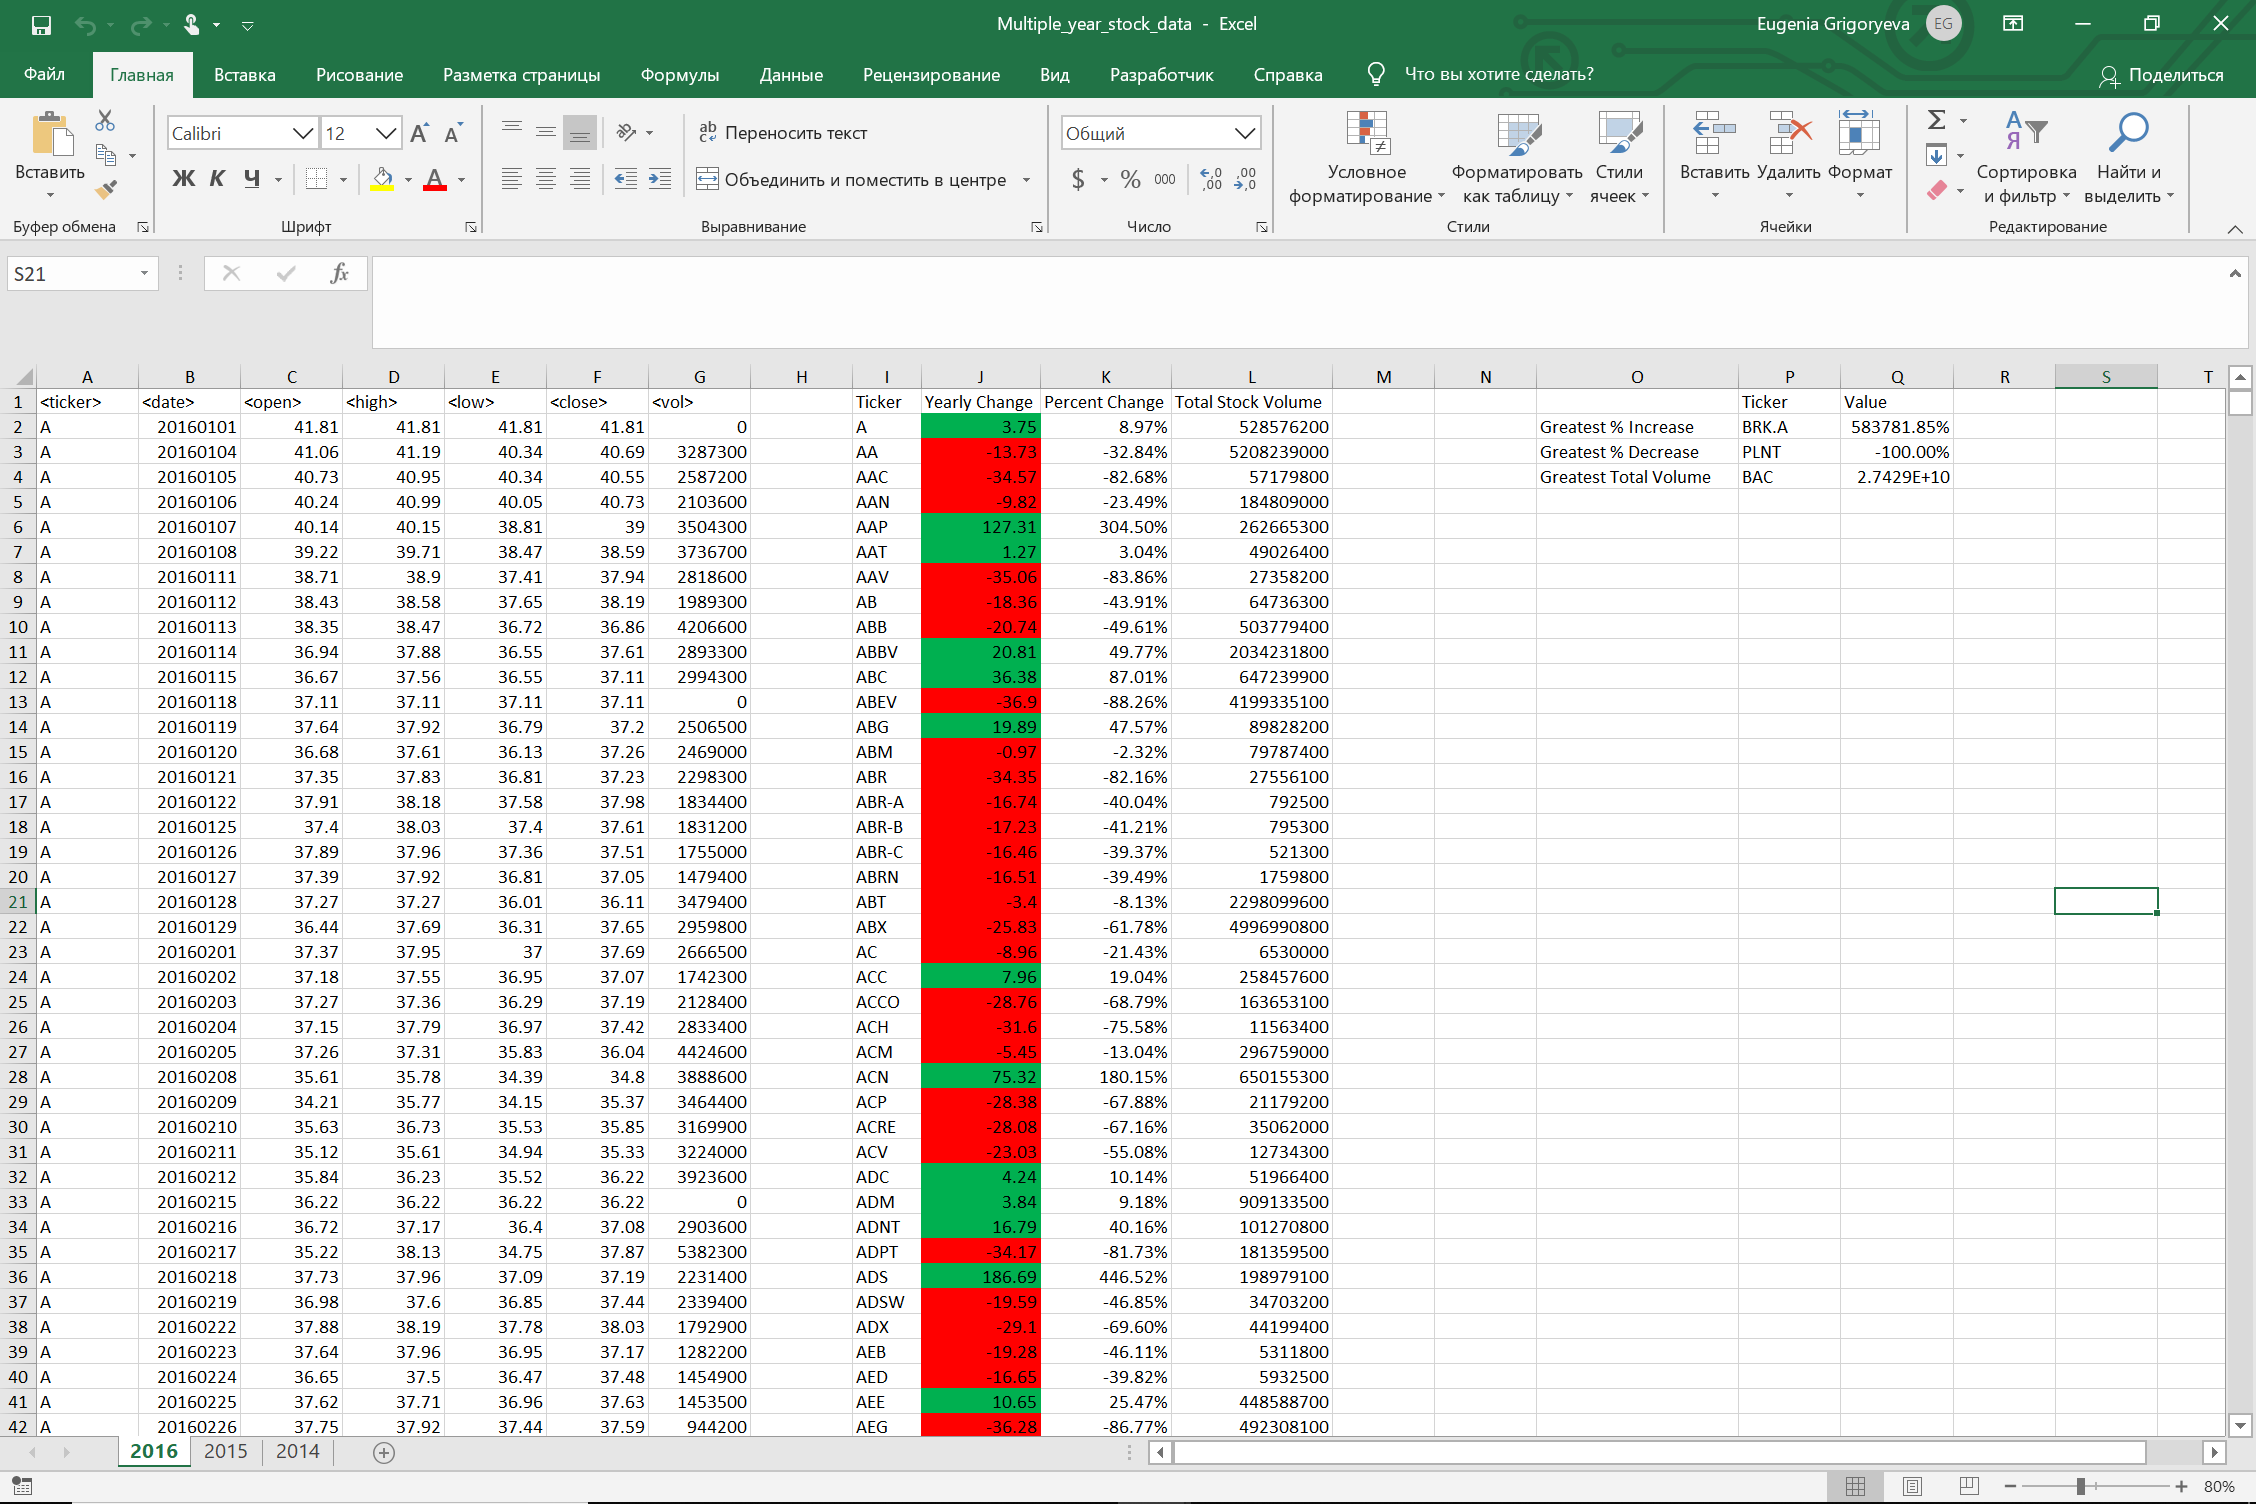 Multiple_year_stock_data - Excel
Eugenia Grigoryeva EG
Файл Главная Вставка Рисование Разметка страницы Формулы Данные Рецензирование Вид Разработчик Справка Что вы хотите сделать? Поделиться
Вставить
Буфер обмена
Calibri 12
Ж К Ч А
Шрифт
Переносить текст
Объединить и поместить в центре
Выравнивание
Общий
$ % 000
Число
Условное форматирование
Форматировать как таблицу
Стили ячеек
Стили
Вставить Удалить Формат
Ячейки
Сортировка и фильтр
Найти и выделить
Редактирование
S21 fx
A B C D E F G H I J K L M N O P Q R S T
1 <ticker> <date> <open> <high> <low> <close> <vol> Ticker Yearly Change Percent Change Total Stock Volume Ticker Value
2 A 20160101 41.81 41.81 41.81 41.81 0 A 3.75 8.97% 528576200 Greatest % Increase BRK.A 583781.85%
3 A 20160104 41.06 41.19 40.34 40.69 3287300 AA -13.73 -32.84% 5208239000 Greatest % Decrease PLNT -100.00%
4 A 20160105 40.73 40.95 40.34 40.55 2587200 AAC -34.57 -82.68% 57179800 Greatest Total Volume BAC 2.7429E+10
5 A 20160106 40.24 40.99 40.05 40.73 2103600 AAN -9.82 -23.49% 184809000
6 A 20160107 40.14 40.15 38.81 39 3504300 AAP 127.31 304.50% 262665300
7 A 20160108 39.22 39.71 38.47 38.59 3736700 AAT 1.27 3.04% 49026400
8 A 20160111 38.71 38.9 37.41 37.94 2818600 AAV -35.06 -83.86% 27358200
9 A 20160112 38.43 38.58 37.65 38.19 1989300 AB -18.36 -43.91% 64736300
10 A 20160113 38.35 38.47 36.72 36.86 4206600 ABB -20.74 -49.61% 503779400
11 A 20160114 36.94 37.88 36.55 37.61 2893300 ABBV 20.81 49.77% 2034231800
12 A 20160115 36.67 37.56 36.55 37.11 2994300 ABC 36.38 87.01% 647239900
13 A 20160118 37.11 37.11 37.11 37.11 0 ABEV -36.9 -88.26% 4199335100
14 A 20160119 37.64 37.92 36.79 37.2 2506500 ABG 19.89 47.57% 89828200
15 A 20160120 36.68 37.61 36.13 37.26 2469000 ABM -0.97 -2.32% 79787400
16 A 20160121 37.35 37.83 36.81 37.23 2298300 ABR -34.35 -82.16% 27556100
17 A 20160122 37.91 38.18 37.58 37.98 1834400 ABR-A -16.74 -40.04% 792500
18 A 20160125 37.4 38.03 37.4 37.61 1831200 ABR-B -17.23 -41.21% 795300
19 A 20160126 37.89 37.96 37.36 37.51 1755000 ABR-C -16.46 -39.37% 521300
20 A 20160127 37.39 37.92 36.81 37.05 1479400 ABRN -16.51 -39.49% 1759800
21 A 20160128 37.27 37.27 36.01 36.11 3479400 ABT -3.4 -8.13% 2298099600
22 A 20160129 36.44 37.69 36.31 37.65 2959800 ABX -25.83 -61.78% 4996990800
23 A 20160201 37.37 37.95 37 37.69 2666500 AC -8.96 -21.43% 6530000
24 A 20160202 37.18 37.55 36.95 37.07 1742300 ACC 7.96 19.04% 258457600
25 A 20160203 37.27 37.36 36.29 37.19 2128400 ACCO -28.76 -68.79% 163653100
26 A 20160204 37.15 37.79 36.97 37.42 2833400 ACH -31.6 -75.58% 11563400
27 A 20160205 37.26 37.31 35.83 36.04 4424600 ACM -5.45 -13.04% 296759000
28 A 20160208 35.61 35.78 34.39 34.8 3888600 ACN 75.32 180.15% 650155300
29 A 20160209 34.21 35.77 34.15 35.37 3464400 ACP -28.38 -67.88% 21179200
30 A 20160210 35.63 36.73 35.53 35.85 3169900 ACRE -28.08 -67.16% 35062000
31 A 20160211 35.12 35.61 34.94 35.33 3224000 ACV -23.03 -55.08% 12734300
32 A 20160212 35.84 36.23 35.52 36.22 3923600 ADC 4.24 10.14% 51966400
33 A 20160215 36.22 36.22 36.22 36.22 0 ADM 3.84 9.18% 909133500
34 A 20160216 36.72 37.17 36.4 37.08 2903600 ADNT 16.79 40.16% 101270800
35 A 20160217 35.22 38.13 34.75 37.87 5382300 ADPT -34.17 -81.73% 181359500
36 A 20160218 37.73 37.96 37.09 37.19 2231400 ADS 186.69 446.52% 198979100
37 A 20160219 36.98 37.6 36.85 37.44 2339400 ADSW -19.59 -46.85% 34703200
38 A 20160222 37.88 38.19 37.78 38.03 1792900 ADX -29.1 -69.60% 44199400
39 A 20160223 37.64 37.96 36.95 37.17 1282200 AEB -19.28 -46.11% 5311800
40 A 20160224 36.65 37.5 36.47 37.48 1454900 AED -16.65 -39.82% 5932500
41 A 20160225 37.62 37.71 36.96 37.63 1453500 AEE 10.65 25.47% 448588700
42 A 20160226 37.75 37.92 37.44 37.59 944200 AEG -36.28 -86.77% 492308100
2016 2015 2014
80%